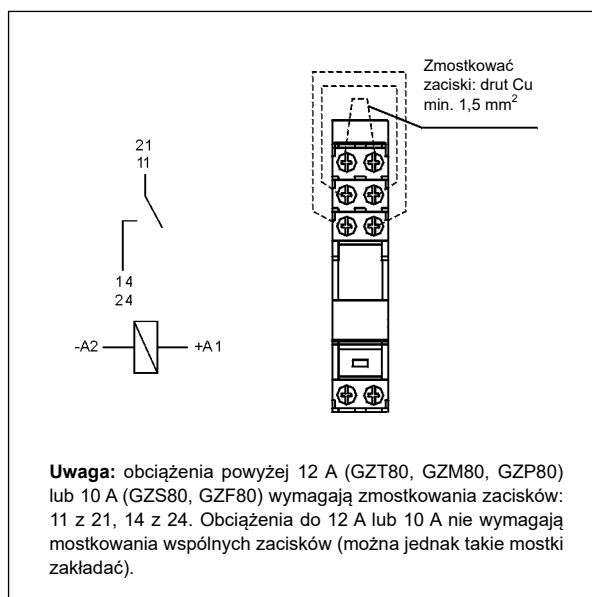 Zmostkować
zaciski: drut Cu
min. 1,5 mm²
21
11
14
24
-A2
+A1
Uwaga: obciążenia powyżej 12 A (GZT80, GZM80, GZP80)
lub 10 A (GZS80, GZF80) wymagają zmostkowania zacisków:
11 z 21, 14 z 24. Obciążenia do 12 A lub 10 A nie wymagają
mostkowania wspólnych zacisków (można jednak takie mostki
zakładać).